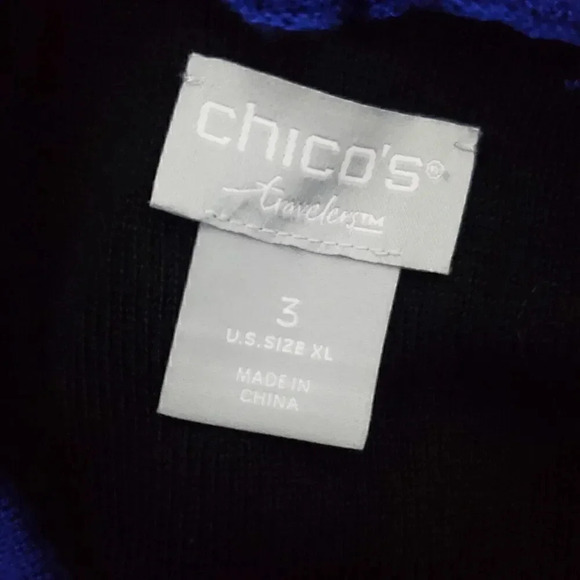 chico's®
travelers™
3
U.S.SIZE XL
MADE IN
CHINA